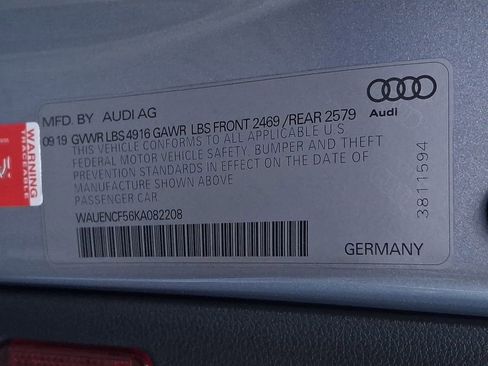 MFD. BY AUDI AG
09 19 GVWR LBS 4916 GAWR LBS FRONT 2469 /REAR 2579
THIS VEHICLE CONFORMS TO ALL APPLICABLE U.S
FEDERAL MOTOR VEHICLE SAFETY, BUMPER AND THEFT
PREVENTION STANDARDS IN EFFECT ON THE DATE OF
MANUFACTURE SHOWN ABOVE
PASSENGER CAR
WAUENCF56KA082208
Audi
3811594
GERMANY
WARNING
TRACEABLE